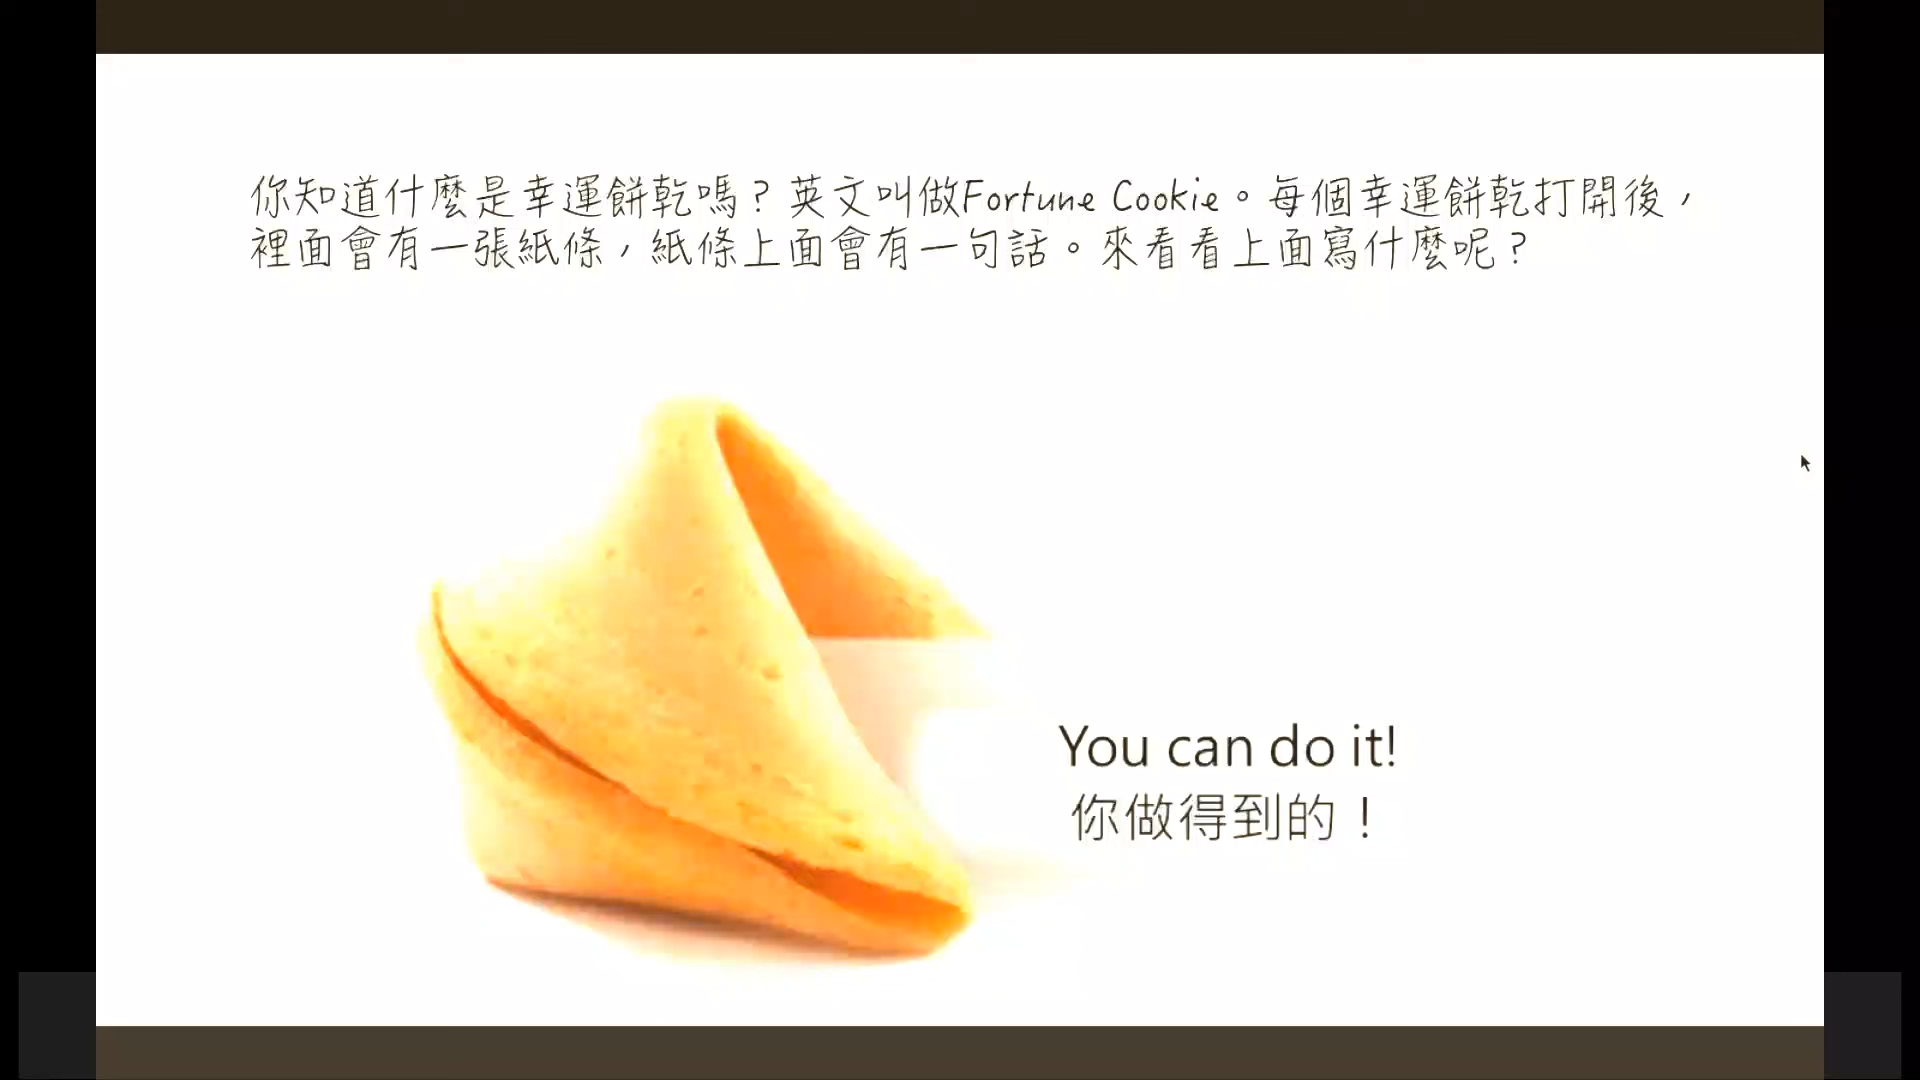 你知道什麼是幸運餅乾嗎？英文叫做Fortune Cookie。每個幸運餅乾打開後，
裡面會有一張紙條，紙條上面會有一句話。來看看上面寫什麼呢？
You can do it!
你做得到的！